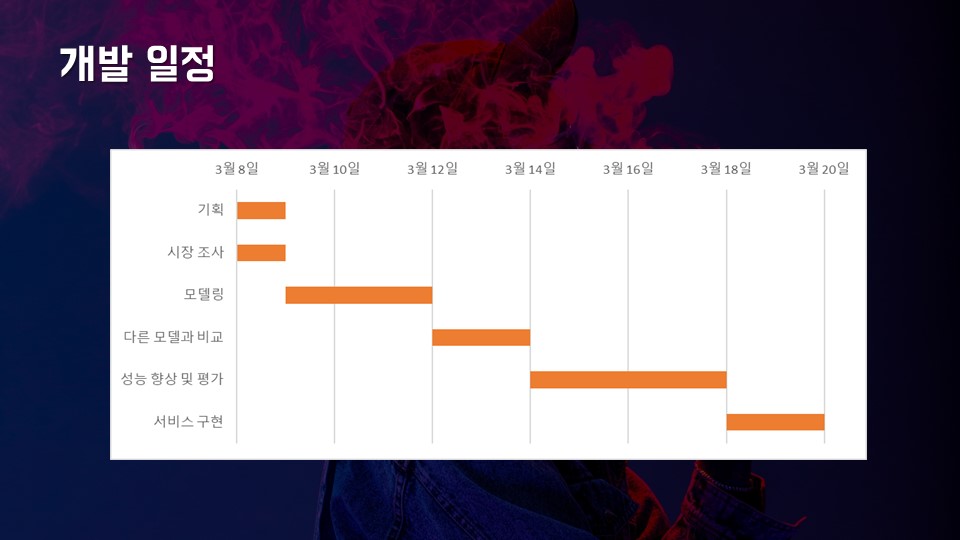 개발 일정
3월 8일 3월 10일 3월 12일 3월 14일 3월 16일 3월 18일 3월 20일
기획
시장 조사
모델링
다른 모델과 비교
성능 향상 및 평가
서비스 구현